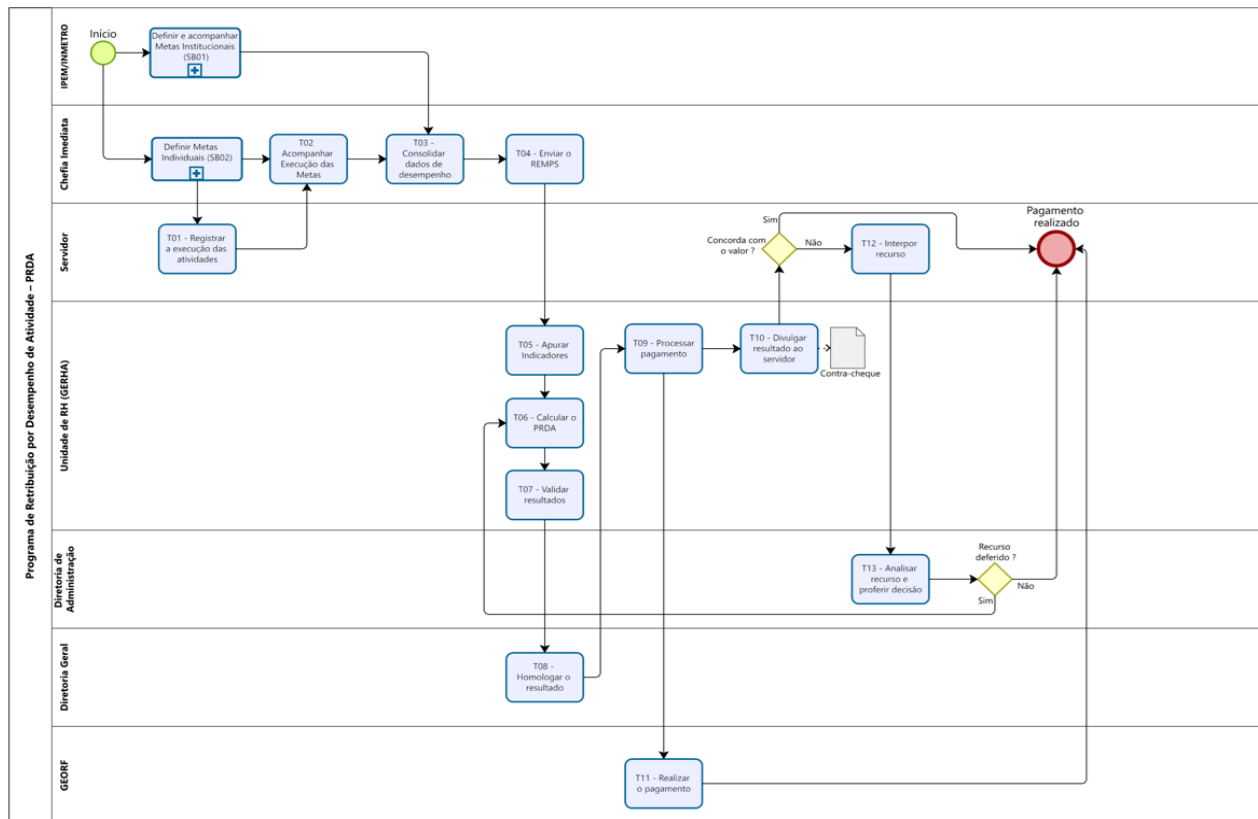 Programa de Retribuição por Desempenho de Atividade – PRDA
IPEM/INMETRO
Início
Definir e acompanhar
Metas Institucionais
(SB01)
Chefia Imediata
Definir Metas
Individuais (SB02)
T02
Acompanhar
Execução das
Metas
T03 -
Consolidar
dados de
desempenho
T04 - Enviar o
REMPS
Servidor
T01 - Registrar
a execução das
atividades
Concorda com
o valor ?
Sim
Não
T12 - Interpor
recurso
Pagamento
realizado
Unidade de RH (GERHA)
T05 - Apurar
Indicadores
T06 - Calcular o
PRDA
T07 - Validar
resultados
T09 - Processar
pagamento
T10 - Divulgar
resultado ao
servidor
Contra-cheque
Diretoria de
Administração
T13 - Analisar
recurso e
proferir decisão
Recurso
deferido ?
Sim
Não
Diretoria Geral
T08 -
Homologar o
resultado
GEORF
T11 - Realizar
o pagamento